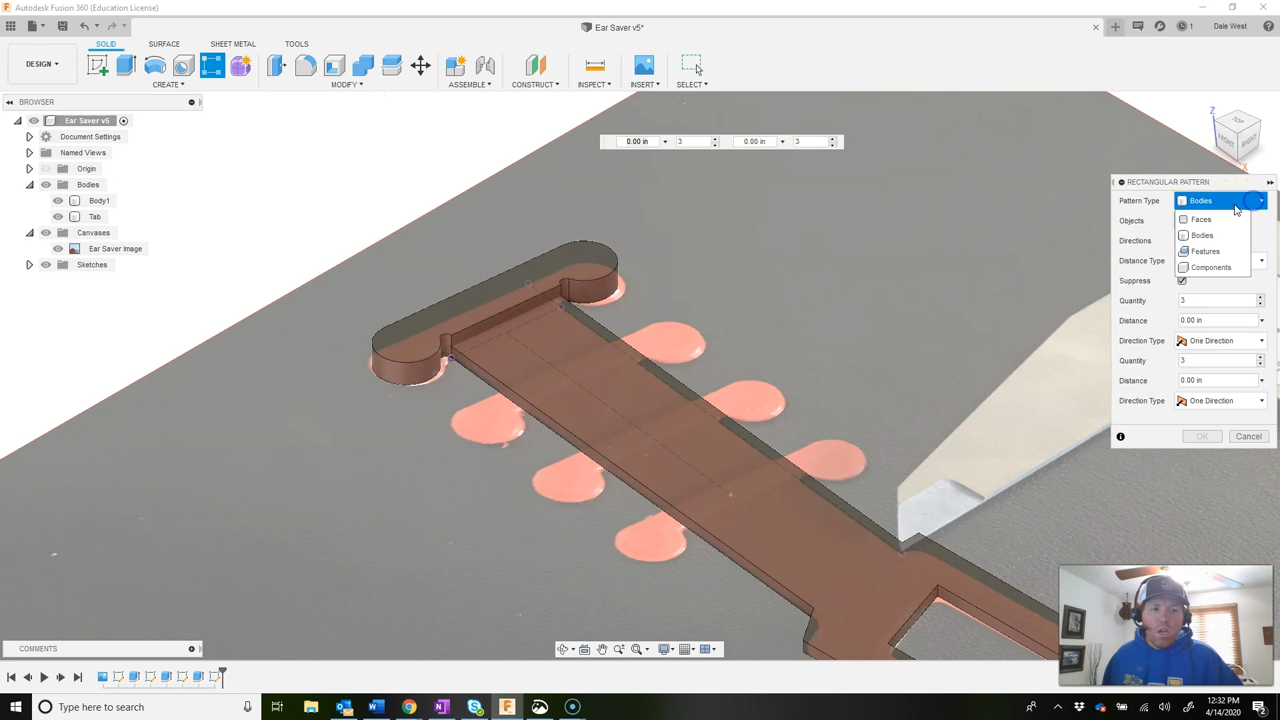 Autodesk Fusion 360 (Education License)
Ear Saver v5*
Dale West
1
DESIGN
SOLID
SURFACE
SHEET METAL
TOOLS
CREATE
MODIFY
ASSEMBLE
CONSTRUCT
INSPECT
INSERT
SELECT
BROWSER
Ear Saver v5
Document Settings
Named Views
Origin
Bodies
Body1
Tab
Canvases
Ear Saver Image
Sketches
0.00 in
3
0.00 in
3
Z
TOP
FRONT
RIGHT
X
RECTANGULAR PATTERN
Pattern Type
Bodies
Faces
Bodies
Features
Components
Objects
Directions
Distance Type
Suppress
Quantity
3
Distance
0.00 in
Direction Type
One Direction
Quantity
3
Distance
0.00 in
Direction Type
One Direction
OK
Cancel
COMMENTS
Type here to search
12:32 PM
4/14/2020